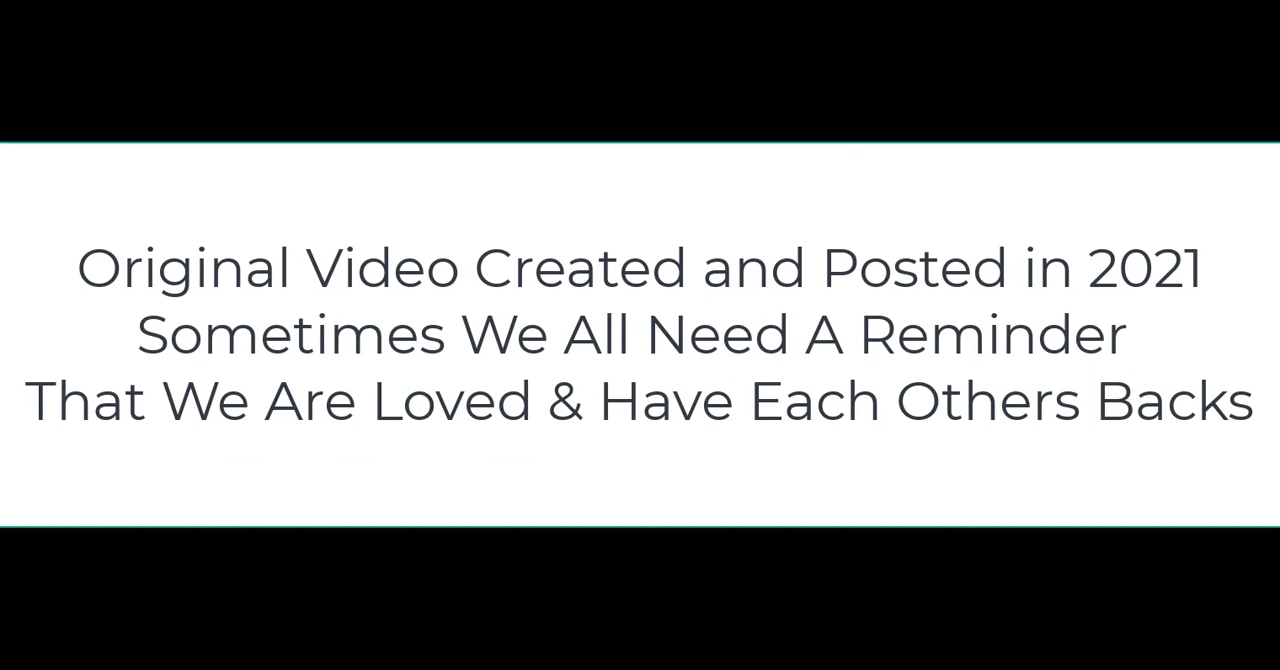 Original Video Created and Posted in 2021
Sometimes We All Need A Reminder
That We Are Loved & Have Each Others Backs